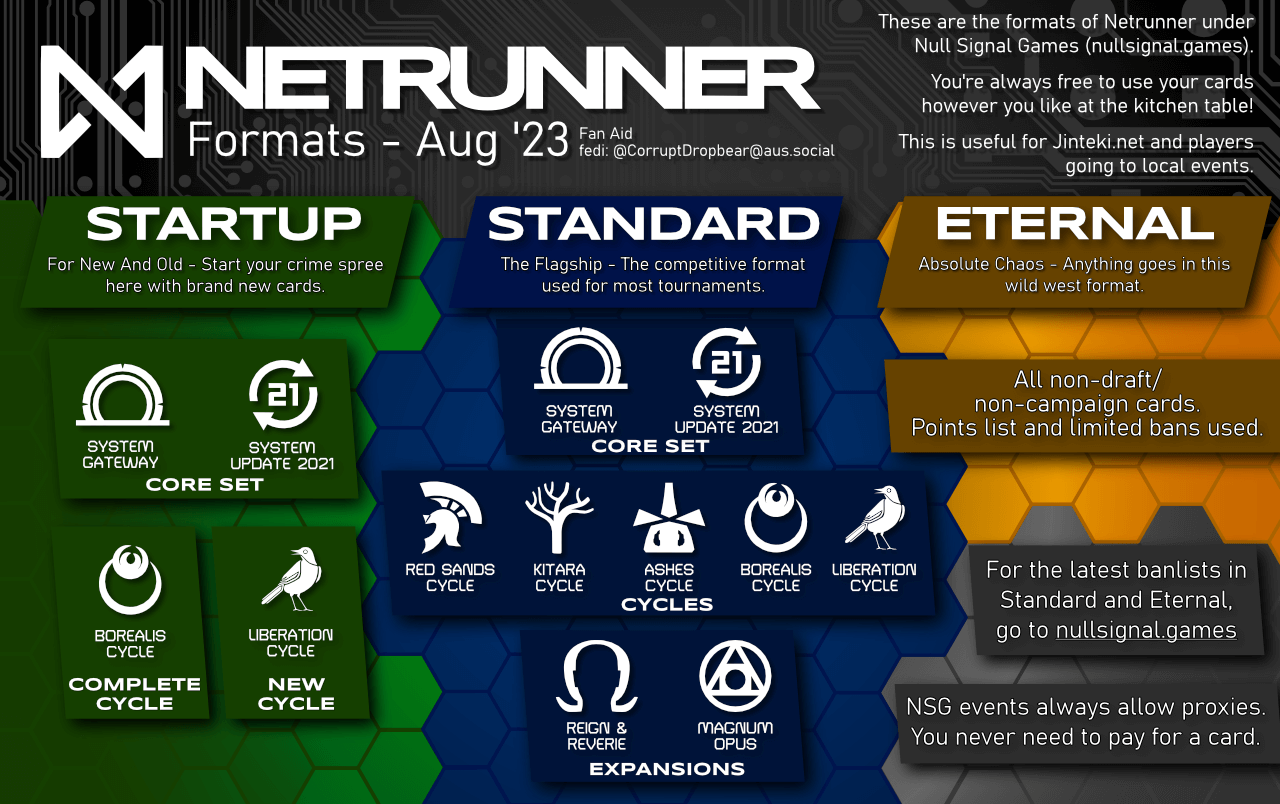 NETRUNNER
Formats - Aug '23
Fan Aid
fedi: @CorruptDropbear@aus.social
These are the formats of Netrunner under
Null Signal Games (nullsignal.games).
You're always free to use your cards
however you like at the kitchen table!
This is useful for Jinteki.net and players
going to local events.
STARTUP
For New And Old - Start your crime spree
here with brand new cards.
21
SYSTEM
GATEWAY
SYSTEM
UPDATE 2021
CORE SET
BOREALIS
CYCLE
COMPLETE
CYCLE
LIBERATION
CYCLE
NEW
CYCLE
STANDARD
The Flagship - The competitive format
used for most tournaments.
21
SYSTEM
GATEWAY
SYSTEM
UPDATE 2021
CORE SET
RED SANDS
CYCLE
KITARA
CYCLE
ASHES
CYCLE
BOREALIS
CYCLE
LIBERATION
CYCLE
CYCLES
REIGN &
REVERIE
MAGNUM
OPUS
EXPANSIONS
ETERNAL
Absolute Chaos - Anything goes in this
wild west format.
All non-draft/
non-campaign cards.
Points list and limited bans used.
For the latest banlists in
Standard and Eternal,
go to nullsignal.games
NSG events always allow proxies.
You never need to pay for a card.